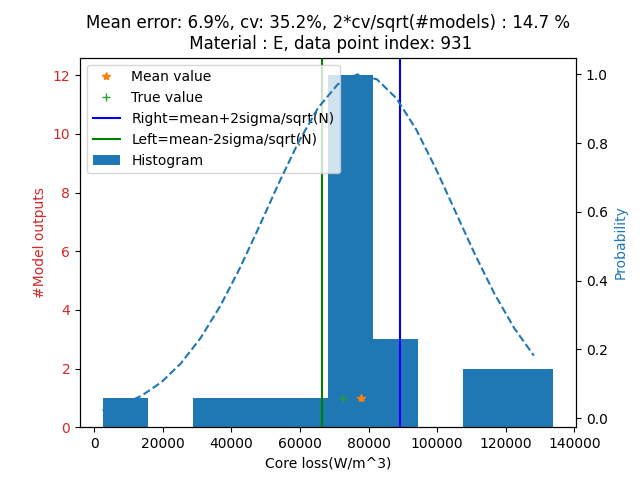 Mean error: 6.9%, cv: 35.2%, 2*cv/sqrt(#models) : 14.7 %
Material : E, data point index: 931
Mean value
True value
Right=mean+2sigma/sqrt(N)
Left=mean-2sigma/sqrt(N)
Histogram
12
10
8
6
4
2
0
#Model outputs
1.0
0.8
0.6
0.4
0.2
0.0
Probability
0 20000 40000 60000 80000 100000 120000 140000
Core loss(W/m^3)